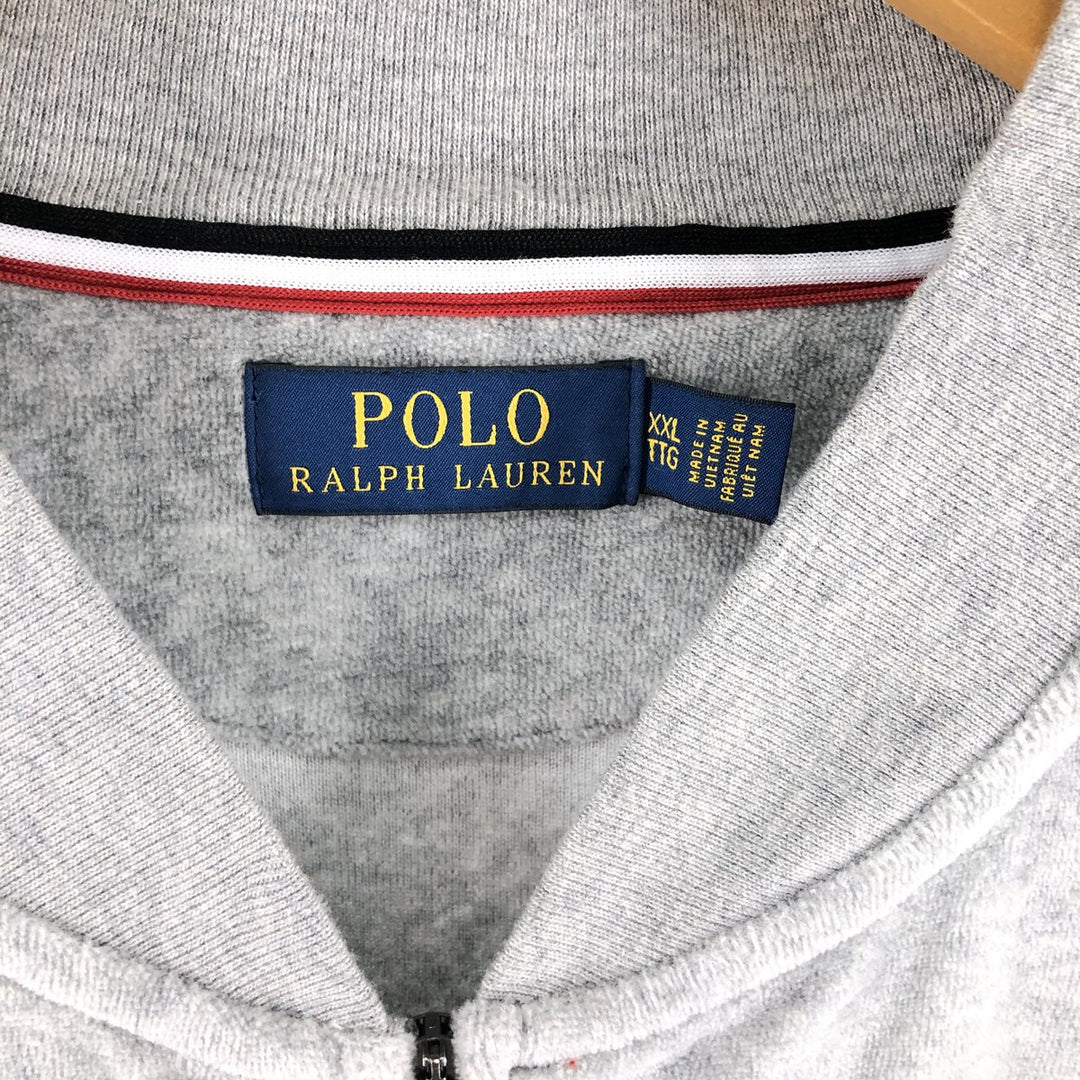 POLO
RALPH LAUREN
XXL
TTG
MADE IN
VIETNAM
FABRIQUÉ AU
VIÊT NAM